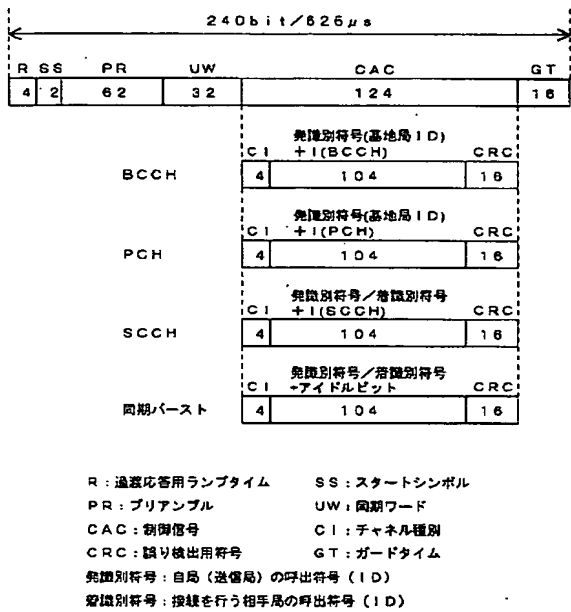 240bit/626μs
R SS PR UW CAC GT
4 2 62 32 124 16
発識別符号(基地局ID)
CI +I(BCCH) CRC
BCCH 4 104 16
発識別符号(基地局ID)
CI +I(PCH) CRC
PCH 4 104 16
発識別符号/着識別符号
CI +I(SCCH) CRC
SCCH 4 104 16
発識別符号/着識別符号
CI +アイドルビット CRC
同期バースト 4 104 16
R:過渡応答用ランプタイム SS:スタートシンボル
PR:プリアンブル UW:同期ワード
CAC:制御信号 CI:チャネル種別
CRC:誤り検出用符号 GT:ガードタイム
発識別符号:自局(送信局)の呼出符号(ID)
着識別符号:接続を行う相手局の呼出符号(ID)